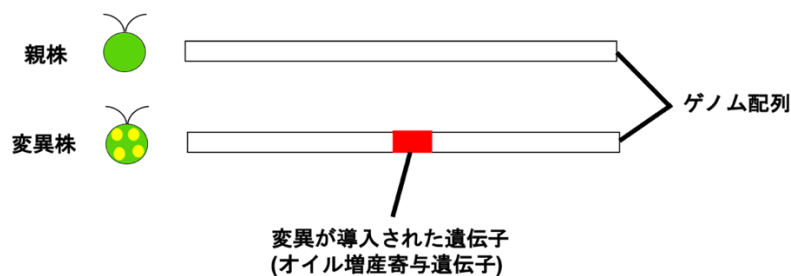 親株
ゲノム配列
変異株
変異が導入された遺伝子
(オイル増産寄与遺伝子)